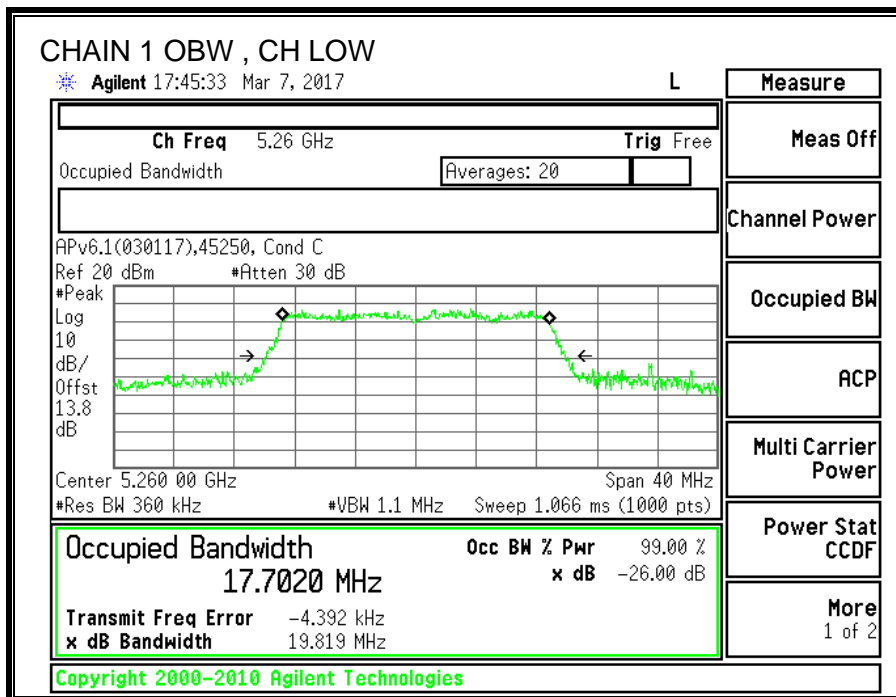 CHAIN 1 OBW , CH LOW
Agilent 17:45:33 Mar 7, 2017 L
Ch Freq 5.26 GHz Trig Free
Occupied Bandwidth Averages: 20
APv6.1(030117),45250, Cond C
Ref 20 dBm #Atten 30 dB
#Peak
Log
10
dB/
Offst
13.8
dB
Center 5.260 00 GHz Span 40 MHz
#Res BW 360 kHz #VBW 1.1 MHz Sweep 1.066 ms (1000 pts)
Occupied Bandwidth Occ BW % Pwr 99.00 %
17.7020 MHz x dB -26.00 dB
Transmit Freq Error -4.392 kHz
x dB Bandwidth 19.819 MHz
Copyright 2000-2010 Agilent Technologies
Measure
Meas Off
Channel Power
Occupied BW
ACP
Multi Carrier
Power
Power Stat
CCDF
More
1 of 2